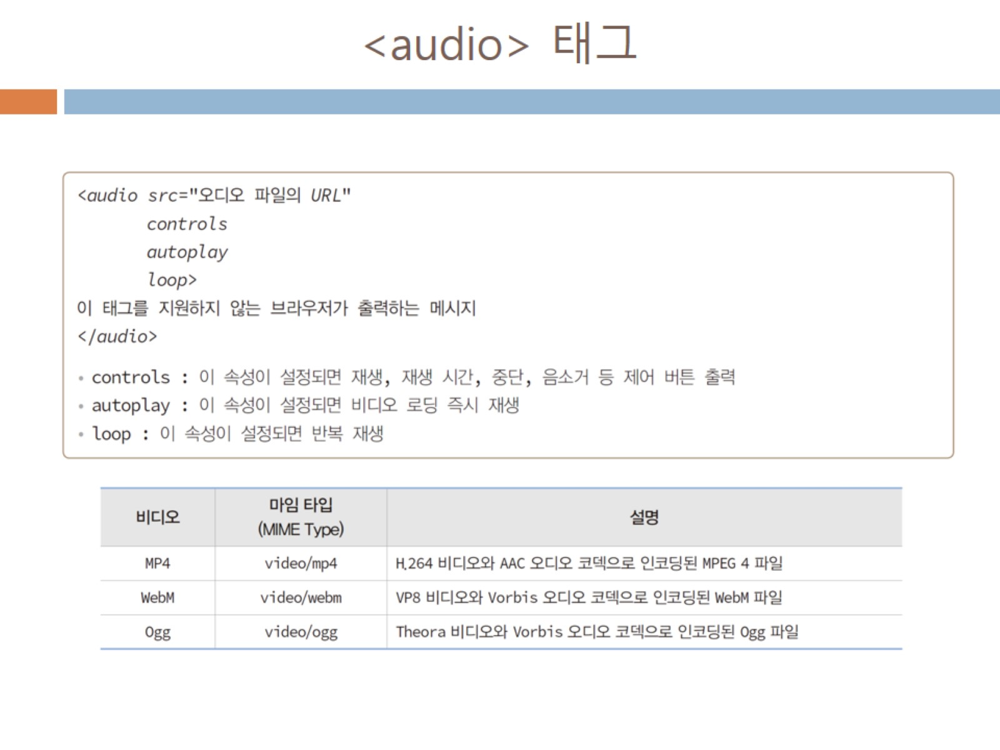 <audio> 태그
<audio src="오디오 파일의 URL"
controls
autoplay
loop>
이 태그를 지원하지 않는 브라우저가 출력하는 메시지
</audio>
• controls : 이 속성이 설정되면 재생, 재생 시간, 중단, 음소거 등 제어 버튼 출력
• autoplay : 이 속성이 설정되면 비디오 로딩 즉시 재생
• loop : 이 속성이 설정되면 반복 재생
비디오 마임 타입 (MIME Type) 설명
MP4 video/mp4 H.264 비디오와 AAC 오디오 코덱으로 인코딩된 MPEG 4 파일
WebM video/webm VP8 비디오와 Vorbis 오디오 코덱으로 인코딩된 WebM 파일
Ogg video/ogg Theora 비디오와 Vorbis 오디오 코덱으로 인코딩된 Ogg 파일